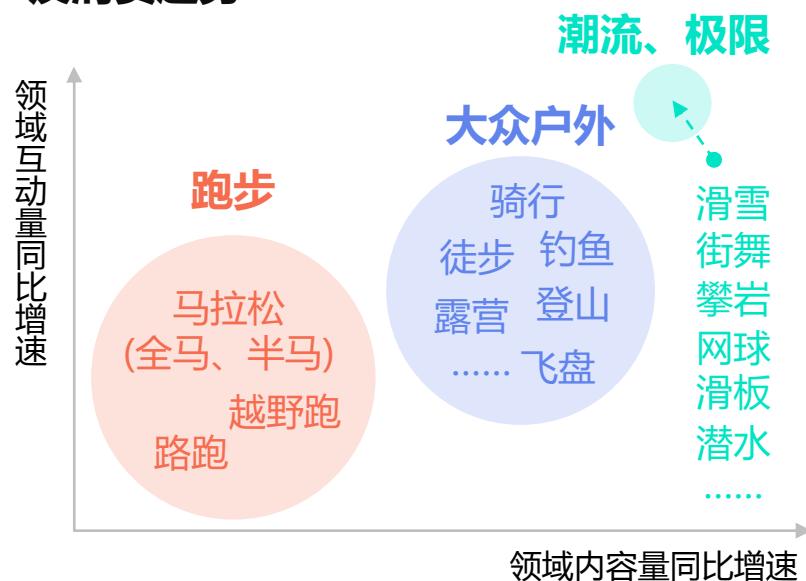 潮流、极限
领域互动量同比增速
大众户外
跑步
骑行
徒步 钓鱼
露营 登山
...... 飞盘
马拉松
(全马、半马)
越野跑
路跑
滑雪
街舞
攀岩
网球
滑板
潜水
......
领域内容量同比增速